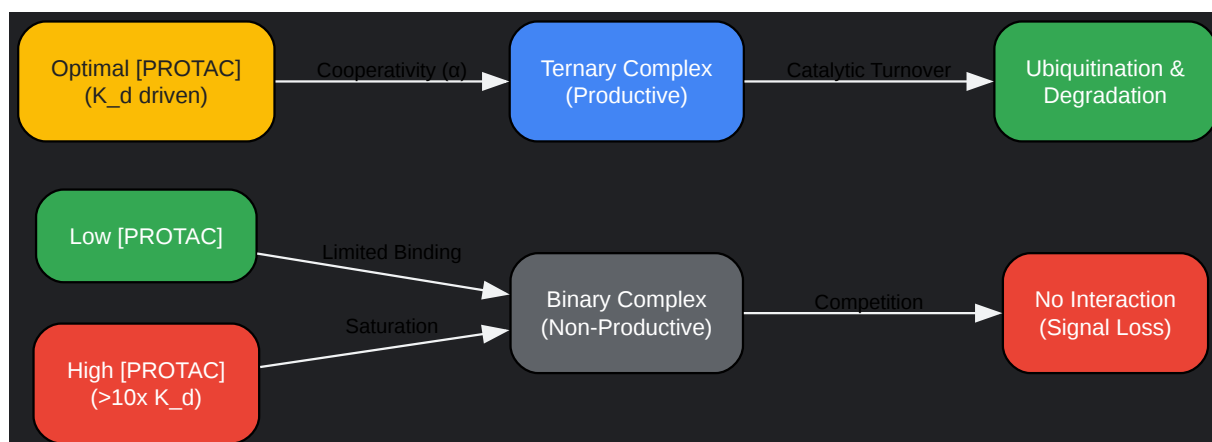 Optimal [PROTAC]
(K_d driven)
Cooperativity (α)
Ternary Complex
(Productive)
Catalytic Turnover
Ubiquitination &
Degradation
Low [PROTAC]
Limited Binding
High [PROTAC]
(>10x K_d)
Saturation
Binary Complex
(Non-Productive)
Competition
No Interaction
(Signal Loss)